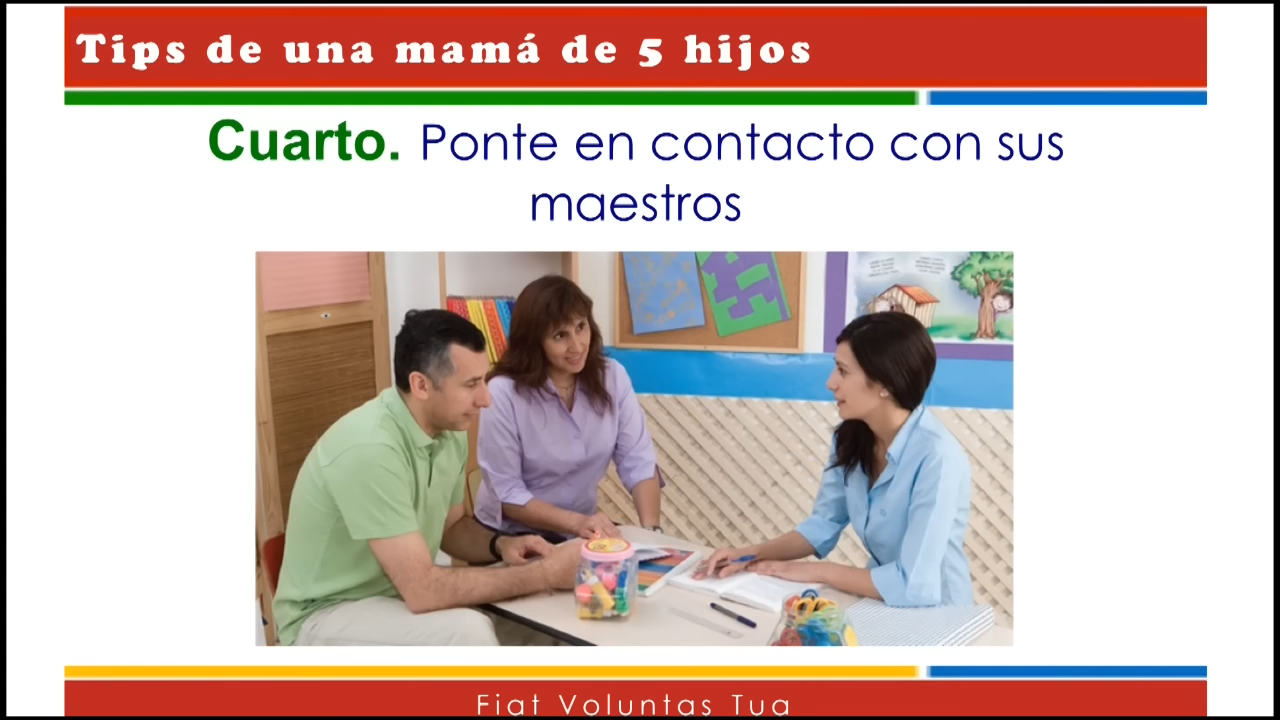 Tips de una mamá de 5 hijos
Cuarto. Ponte en contacto con sus
maestros
Fiat Voluntas Tua